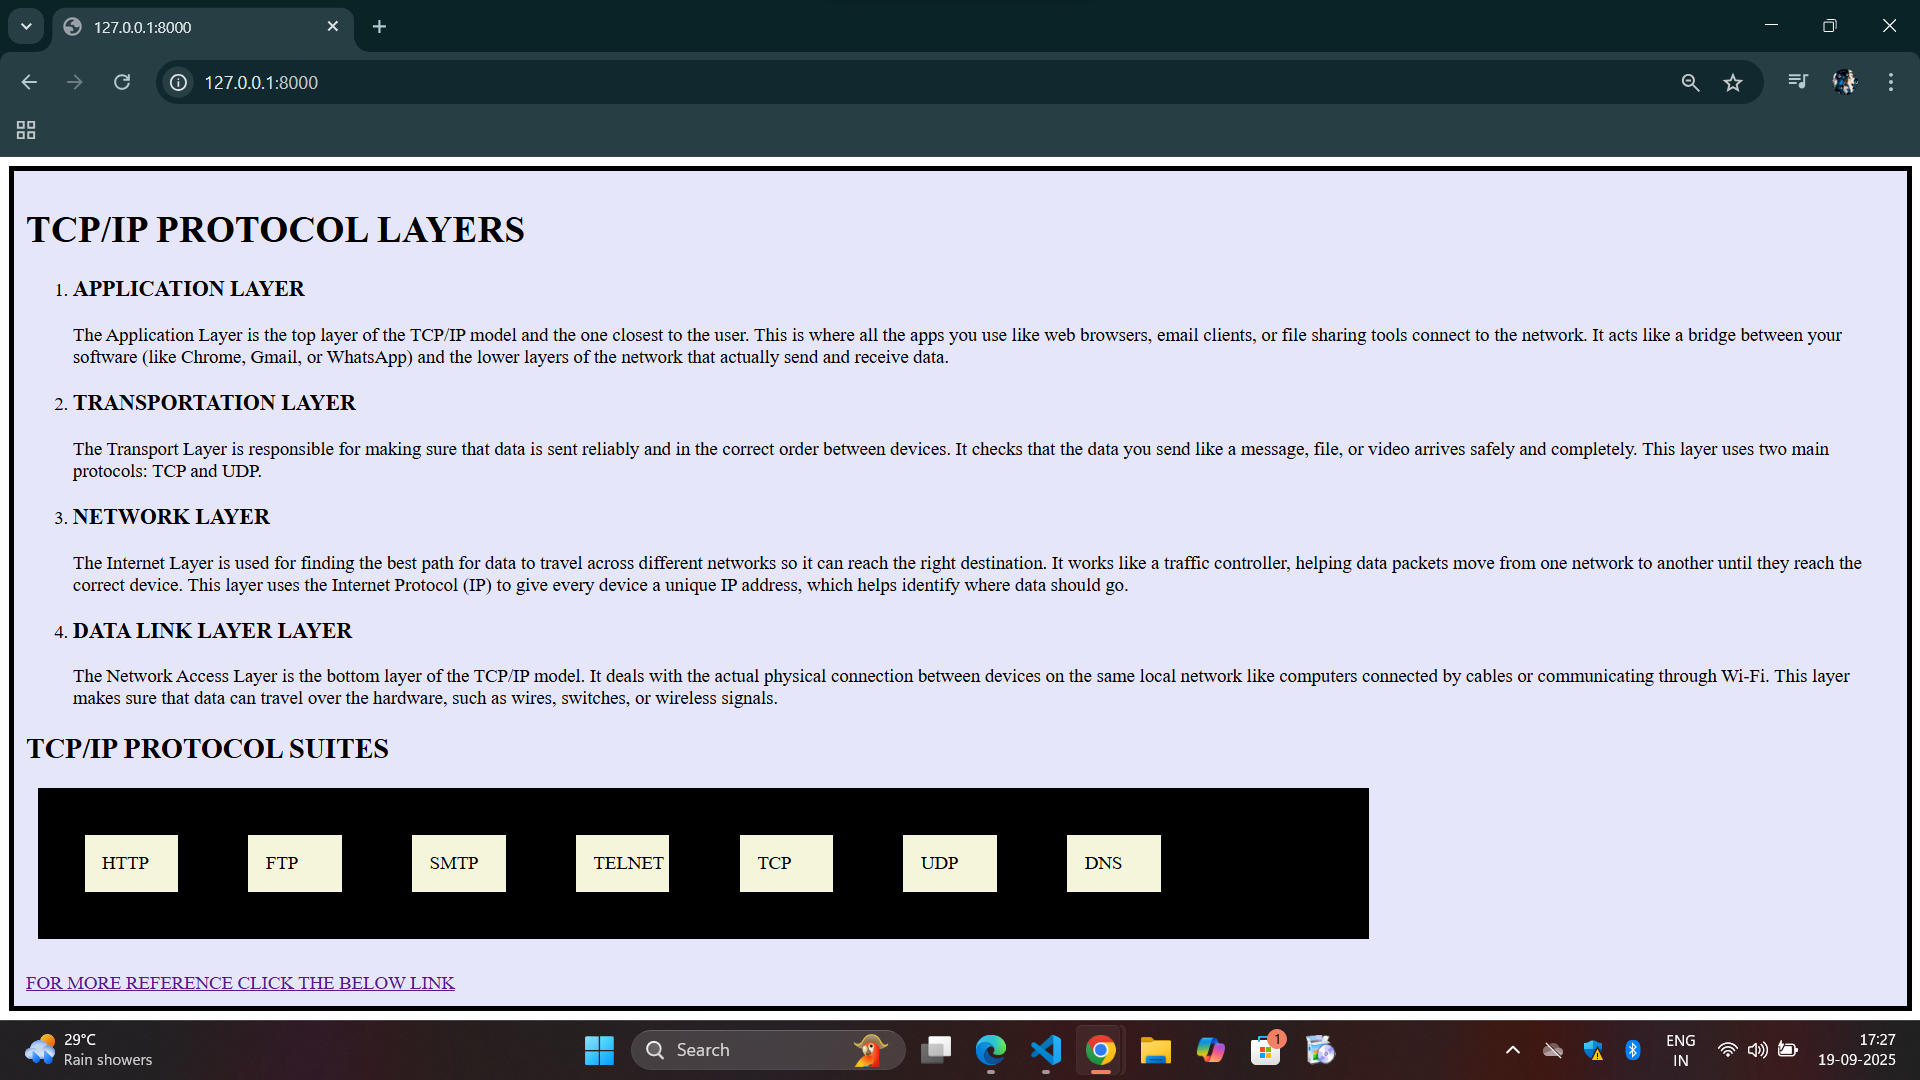 127.0.0.1:8000
127.0.0.1:8000
TCP/IP PROTOCOL LAYERS
1. APPLICATION LAYER
The Application Layer is the top layer of the TCP/IP model and the one closest to the user. This is where all the apps you use like web browsers, email clients, or file sharing tools connect to the network. It acts like a bridge between your
software (like Chrome, Gmail, or WhatsApp) and the lower layers of the network that actually send and receive data.
2. TRANSPORTATION LAYER
The Transport Layer is responsible for making sure that data is sent reliably and in the correct order between devices. It checks that the data you send like a message, file, or video arrives safely and completely. This layer uses two main
protocols: TCP and UDP.
3. NETWORK LAYER
The Internet Layer is used for finding the best path for data to travel across different networks so it can reach the right destination. It works like a traffic controller, helping data packets move from one network to another until they reach the
correct device. This layer uses the Internet Protocol (IP) to give every device a unique IP address, which helps identify where data should go.
4. DATA LINK LAYER LAYER
The Network Access Layer is the bottom layer of the TCP/IP model. It deals with the actual physical connection between devices on the same local network like computers connected by cables or communicating through Wi-Fi. This layer
makes sure that data can travel over the hardware, such as wires, switches, or wireless signals.
TCP/IP PROTOCOL SUITES
HTTP FTP SMTP TELNET TCP UDP DNS
FOR MORE REFERENCE CLICK THE BELOW LINK
29°C
Rain showers
Search
1
ENG
IN
17:27
19-09-2025